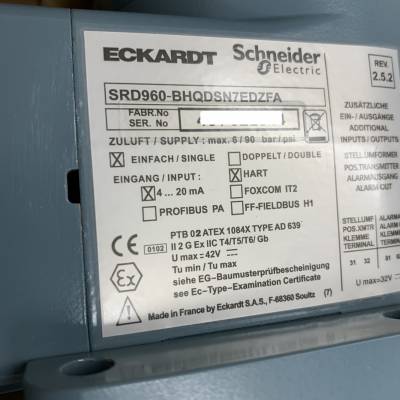 ECKARDT Schneider Electric
REV. 2.5.2
SRD960-BHQDSN7EDZFA
FABR.No
SER. No
ZULUFT / SUPPLY : max. 6 / 90 bar / psi
EINFACH / SINGLE DOPPELT / DOUBLE
EINGANG / INPUT : HART
4 ... 20 mA FOXCOM IT2
PROFIBUS PA FF-FIELDBUS H1
PTB 02 ATEX 1084X TYPE AD 639
II 2 G Ex IIC T4/T5/T6/ Gb
0102
U max= 42V
Tu min / Tu max
siehe EG-Baumusterprüfbescheinigung
see Ec-Type-Examination Certificate
Made in France by Eckardt S.A.S., F-68360 Soultz (7)
ZUSÄTZLICHE
EIN- / AUSGÄNGE
ADDITIONAL
INPUTS / OUTPUTS
STELLUMFORMER
POS.TRANSMITTER
ALARMAUSGANG
ALARM OUT
STELLUMF ALARM
POS.XMTR ALARM
KLEMME KLEMM
TERMINAL TERMIN
31 32 81 82
U max=32V